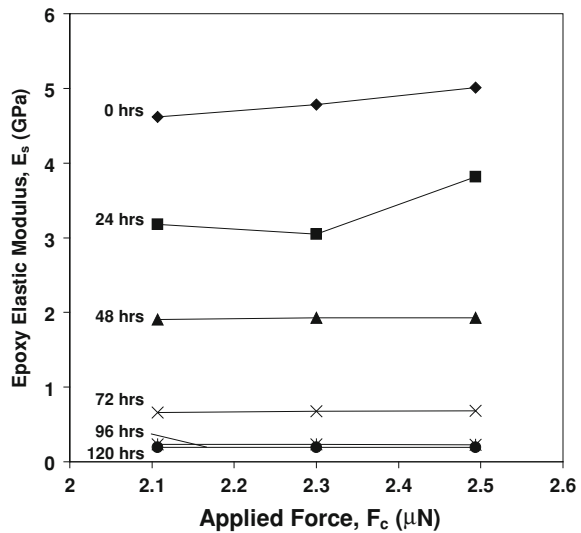 Epoxy Elastic Modulus, Eₛ (GPa)
6
5
4
3
2
1
0
0 hrs
24 hrs
48 hrs
72 hrs
96 hrs
120 hrs
2 2.1 2.2 2.3 2.4 2.5 2.6
Applied Force, F_c (μN)